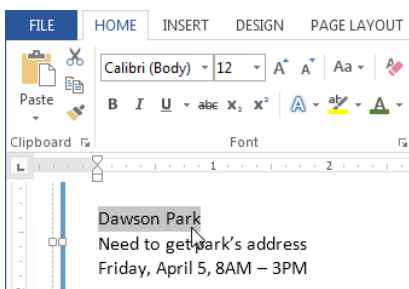 FILE HOME INSERT DESIGN PAGE LAYOUT
Calibri (Body) 12 A A Aa
Paste B I U abc X₂ X² A aby A
Clipboard Font
L 1 2
Dawson Park
Need to get park's address
Friday, April 5, 8AM – 3PM